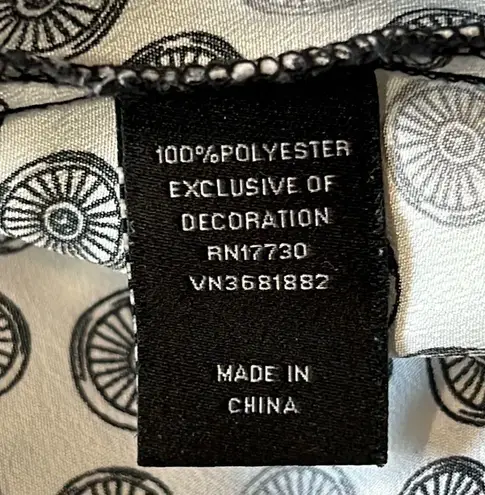 100%POLYESTER
EXCLUSIVE OF
DECORATION
RN17730
VN3681882
MADE IN
CHINA